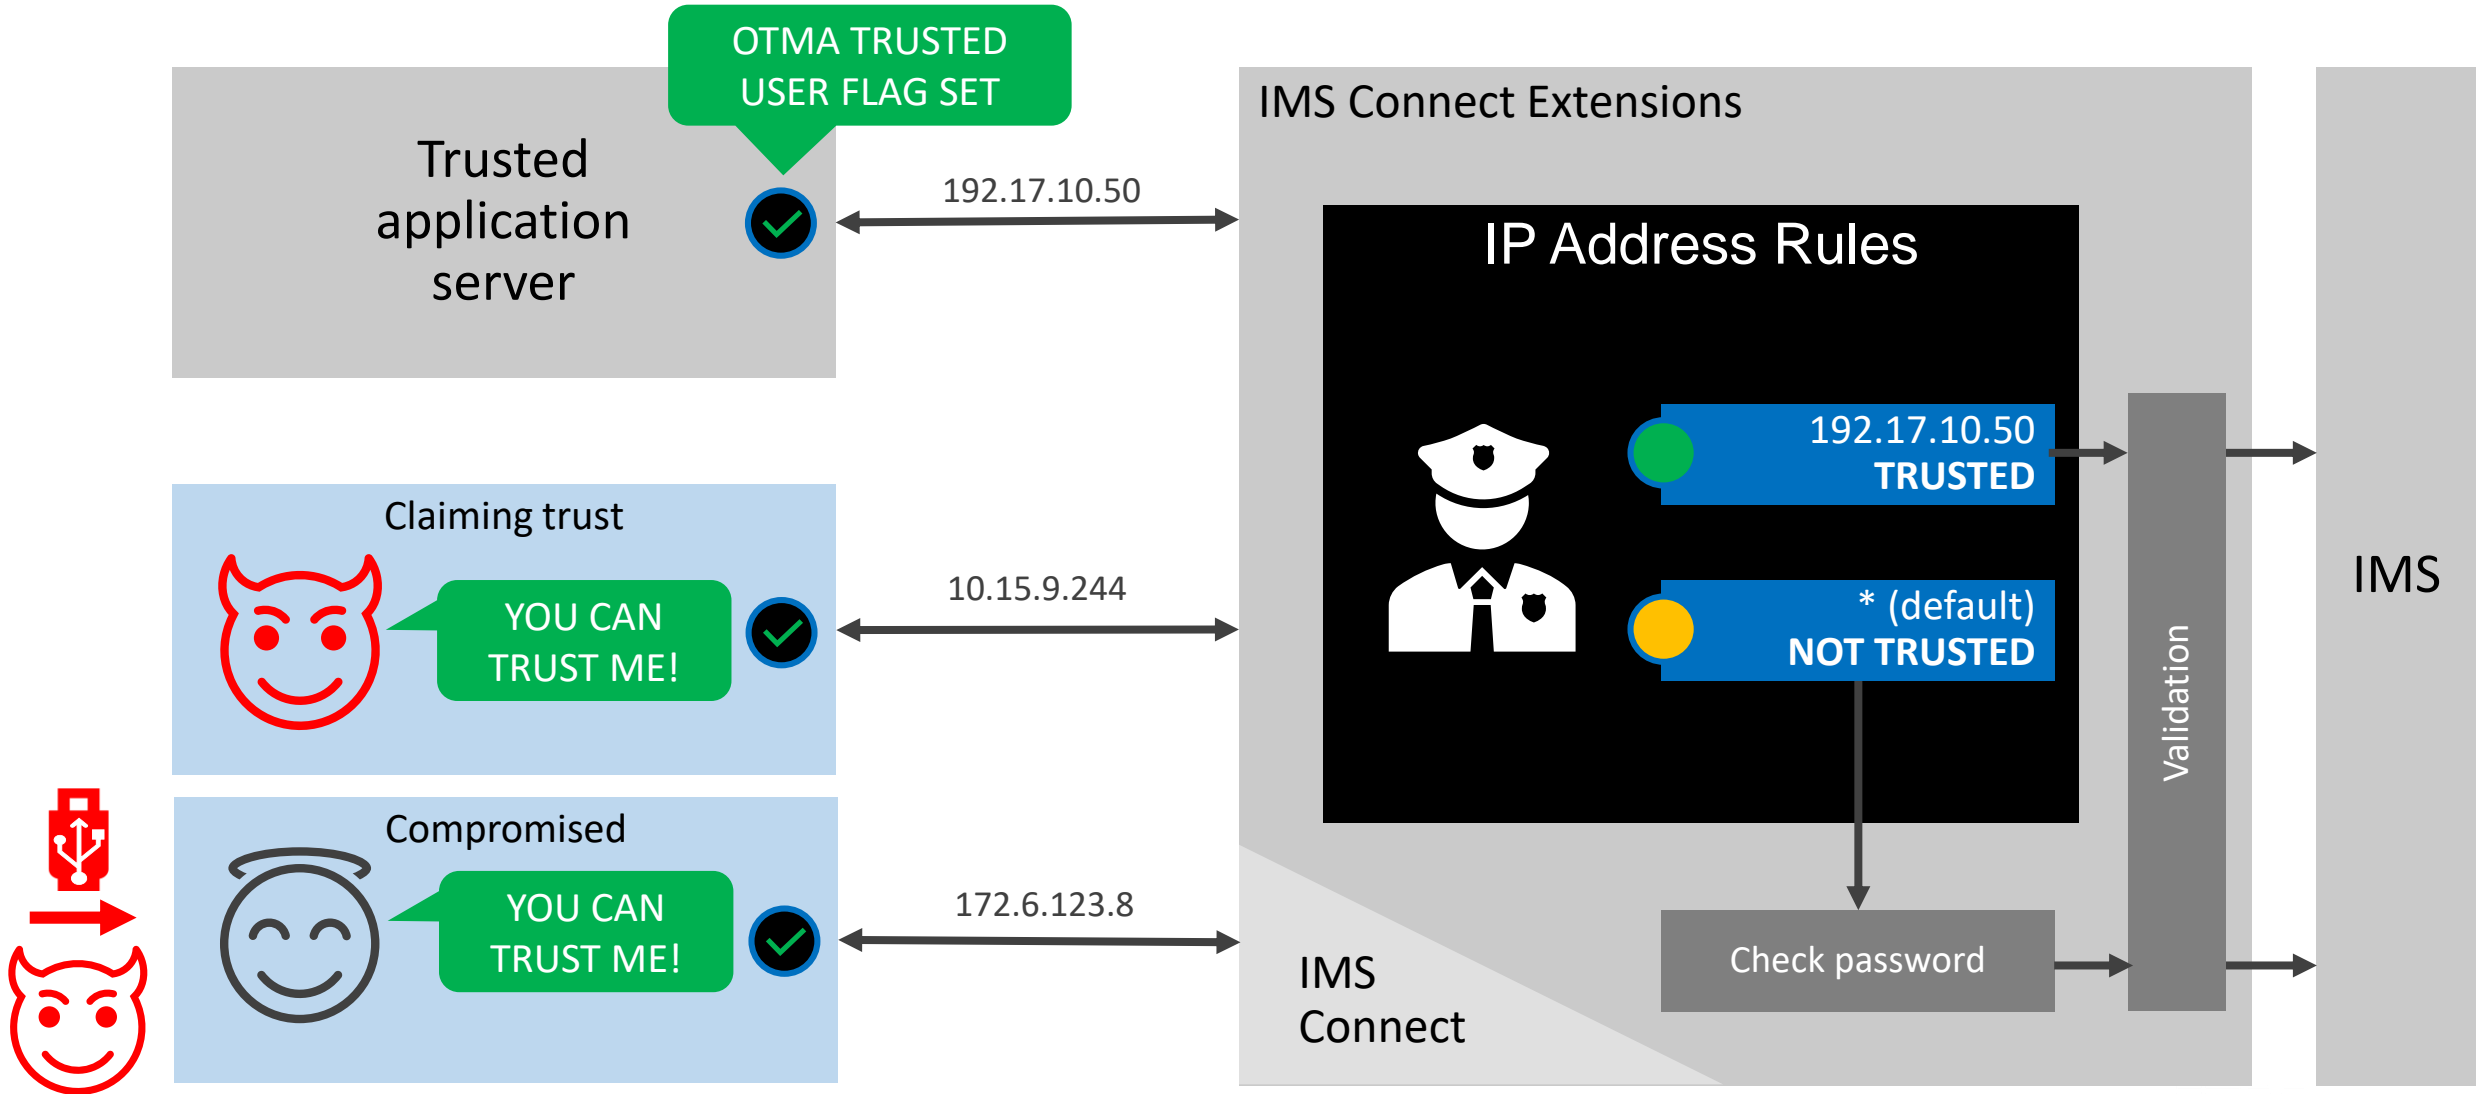 OTMA TRUSTED
USER FLAG SET
Trusted
application
server
192.17.10.50
Claiming trust
YOU CAN
TRUST ME!
10.15.9.244
Compromised
YOU CAN
TRUST ME!
172.6.123.8
IMS Connect Extensions
IP Address Rules
192.17.10.50
TRUSTED
* (default)
NOT TRUSTED
Check password
Validation
IMS
Connect
IMS